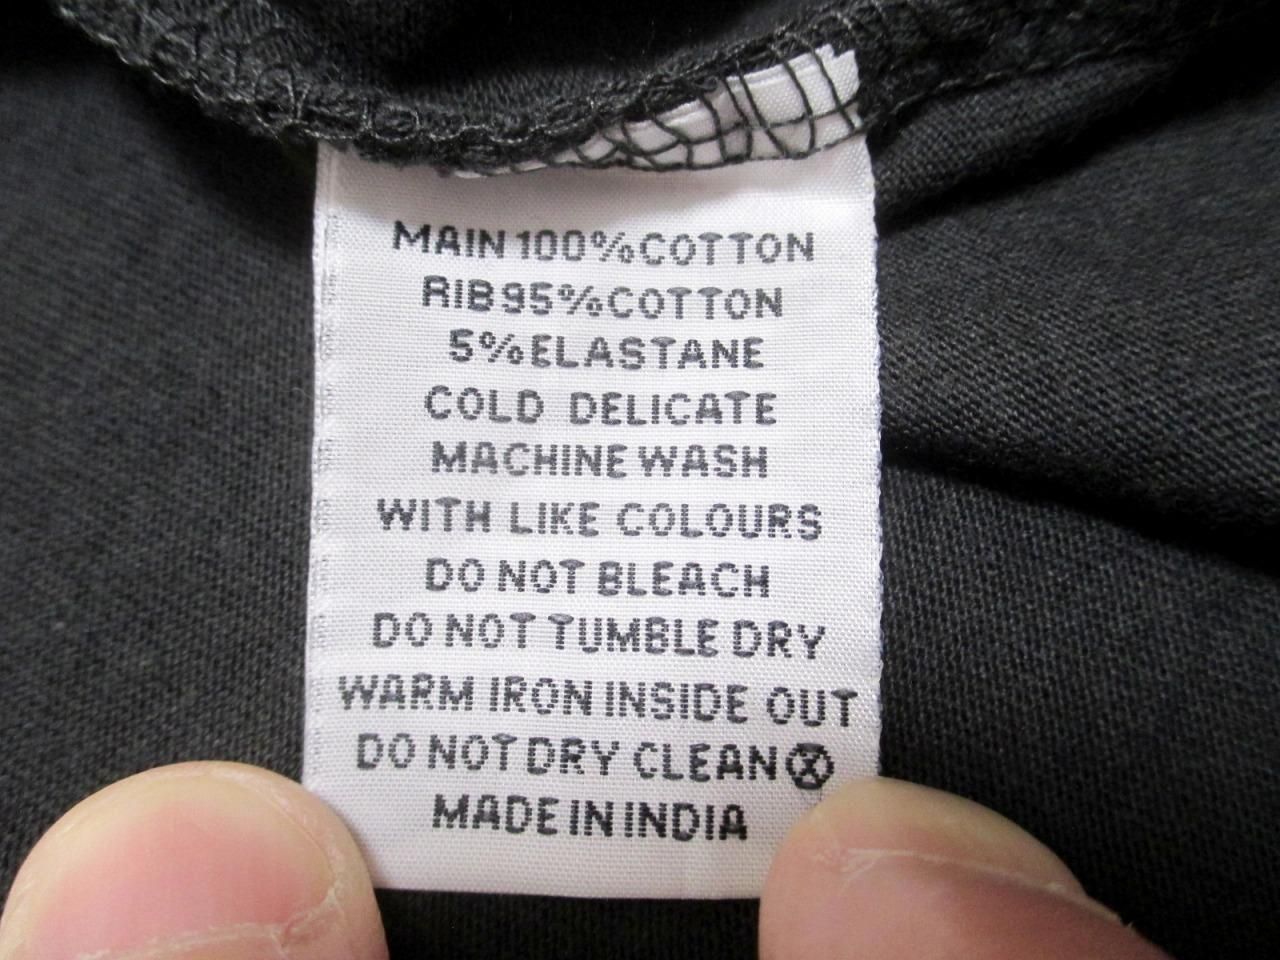 MAIN 100% COTTON
RIB 95% COTTON
5% ELASTANE
COLD DELICATE
MACHINE WASH
WITH LIKE COLOURS
DO NOT BLEACH
DO NOT TUMBLE DRY
WARM IRON INSIDE OUT
DO NOT DRY CLEAN Ⓧ
MADE IN INDIA